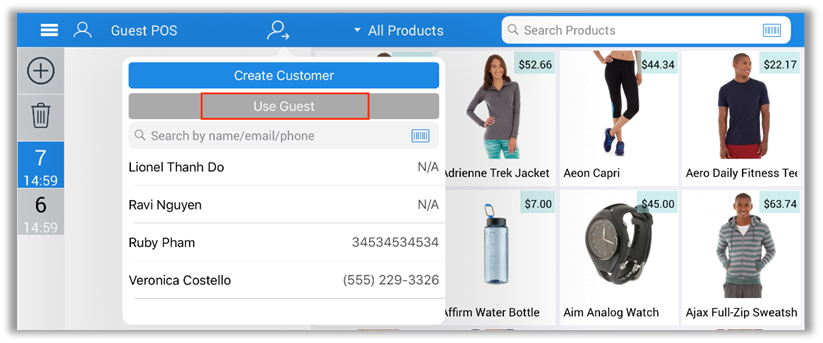 Guest POS
All Products
Search Products
Create Customer
Use Guest
Search by name/email/phone
Lionel Thanh Do N/A
Ravi Nguyen N/A
Ruby Pham 34534534534
Veronica Costello (555) 229-3326
7
14:59
6
14:59
$52.66
$44.34
$22.17
Adrienne Trek Jacket
Aeon Capri
Aero Daily Fitness Tee
$7.00
$45.00
$63.74
Affirm Water Bottle
Aim Analog Watch
Ajax Full-Zip Sweatsh